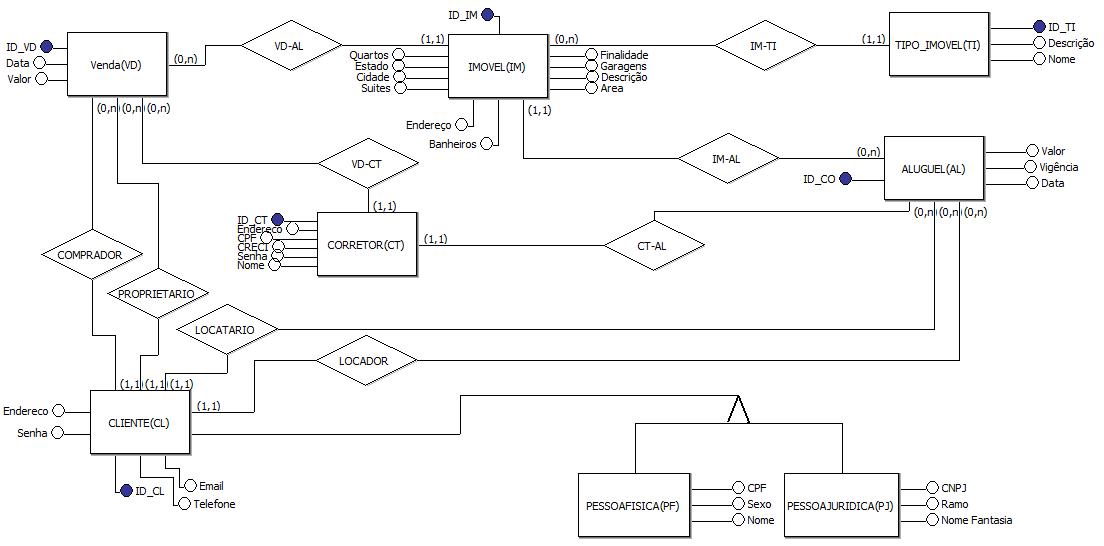 ID_IM
ID_VD
Data
Valor
Venda(VD)
(0,n)
VD-AL
(1,1)
Quartos
Estado
Cidade
Suites
IMOVEL(IM)
(0,n)
Finalidade
Garagens
Descrição
Area
IM-TI
(1,1)
TIPO_IMOVEL(TI)
ID_TI
Descrição
Nome
(0,n) (0,n) (0,n)
(1,1)
Endereço
Banheiros
VD-CT
IM-AL
(0,n)
ID_CO
ALUGUEL(AL)
Valor
Vigência
Data
(1,1)
(0,n) (0,n) (0,n)
ID_CT
Endereco
CPF
CRECI
Senha
Nome
CORRETOR(CT)
(1,1)
CT-AL
COMPRADOR
PROPRIETARIO
LOCATARIO
LOCADOR
(1,1) (1,1) (1,1)
(1,1)
Endereco
Senha
CLIENTE(CL)
ID_CL
Email
Telefone
PESSOAFISICA(PF)
CPF
Sexo
Nome
PESSOAJURIDICA(PJ)
CNPJ
Ramo
Nome Fantasia